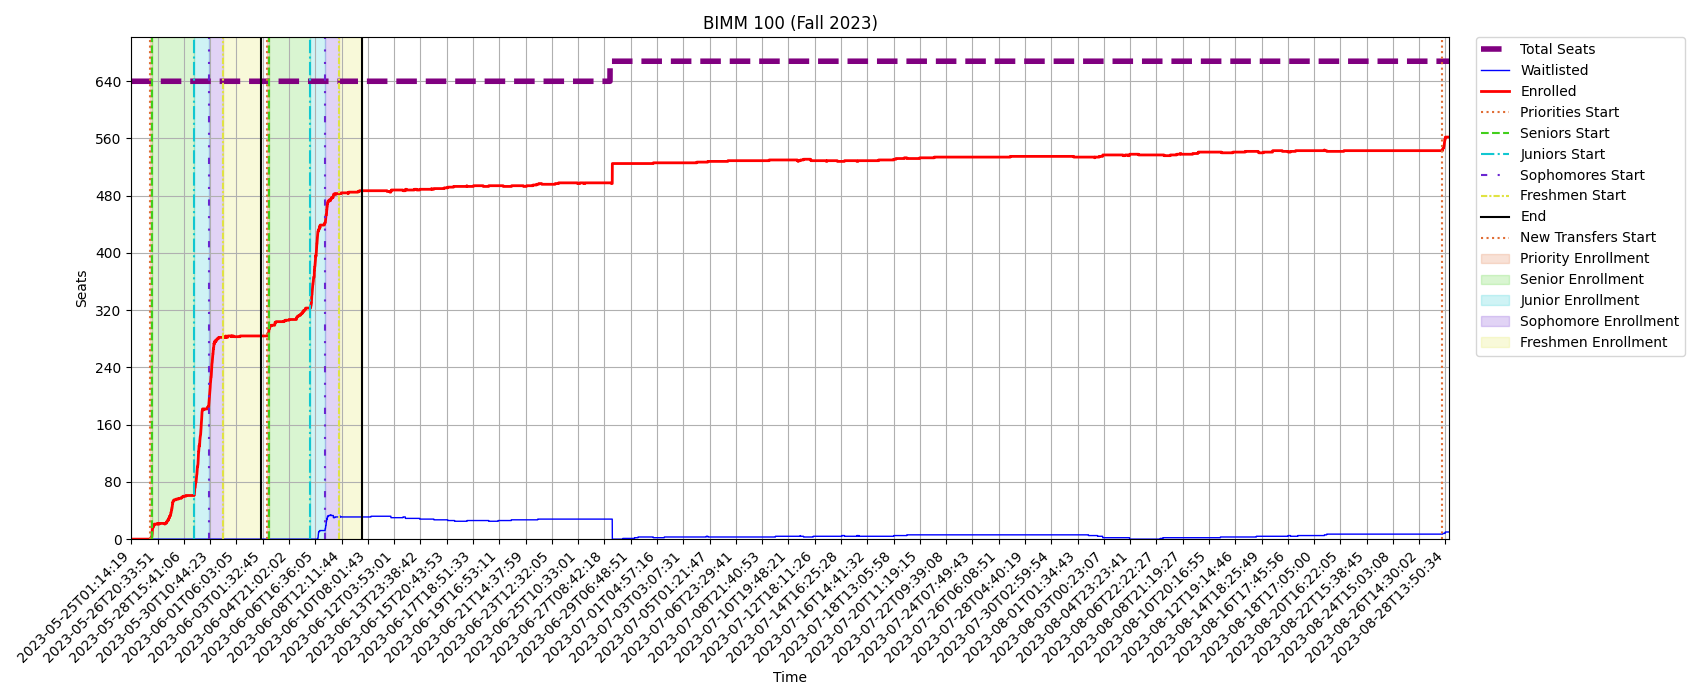 BIMM 100 (Fall 2023)
Seats
640
560
480
400
320
240
160
80
0
2023-05-25T01:14:19
2023-05-26T20:33:51
2023-05-28T15:41:06
2023-05-30T10:44:23
2023-06-01T06:03:05
2023-06-03T01:32:45
2023-06-04T21:02:02
2023-06-06T16:36:05
2023-06-08T12:11:44
2023-06-10T08:01:43
2023-06-12T03:53:01
2023-06-13T23:38:42
2023-06-15T20:43:53
2023-06-17T18:51:33
2023-06-19T16:53:11
2023-06-21T14:37:59
2023-06-23T12:32:05
2023-06-25T10:33:01
2023-06-27T08:42:18
2023-06-29T06:48:51
2023-07-01T04:57:16
2023-07-03T03:07:31
2023-07-05T01:21:47
2023-07-06T23:29:41
2023-07-08T21:40:53
2023-07-10T19:48:21
2023-07-12T18:11:26
2023-07-14T16:25:28
2023-07-16T14:41:32
2023-07-18T13:05:58
2023-07-20T11:19:15
2023-07-22T09:39:08
2023-07-24T07:49:43
2023-07-26T06:08:51
2023-07-28T04:40:19
2023-07-30T02:59:54
2023-08-01T01:34:43
2023-08-03T00:23:07
2023-08-04T23:23:41
2023-08-06T22:22:27
2023-08-08T21:19:27
2023-08-10T20:16:55
2023-08-12T19:14:46
2023-08-14T18:25:49
2023-08-16T17:45:56
2023-08-18T17:05:00
2023-08-20T16:22:05
2023-08-22T15:38:45
2023-08-24T15:03:08
2023-08-26T14:30:02
2023-08-28T13:50:34
Time
Total Seats
Waitlisted
Enrolled
Priorities Start
Seniors Start
Juniors Start
Sophomores Start
Freshmen Start
End
New Transfers Start
Priority Enrollment
Senior Enrollment
Junior Enrollment
Sophomore Enrollment
Freshmen Enrollment